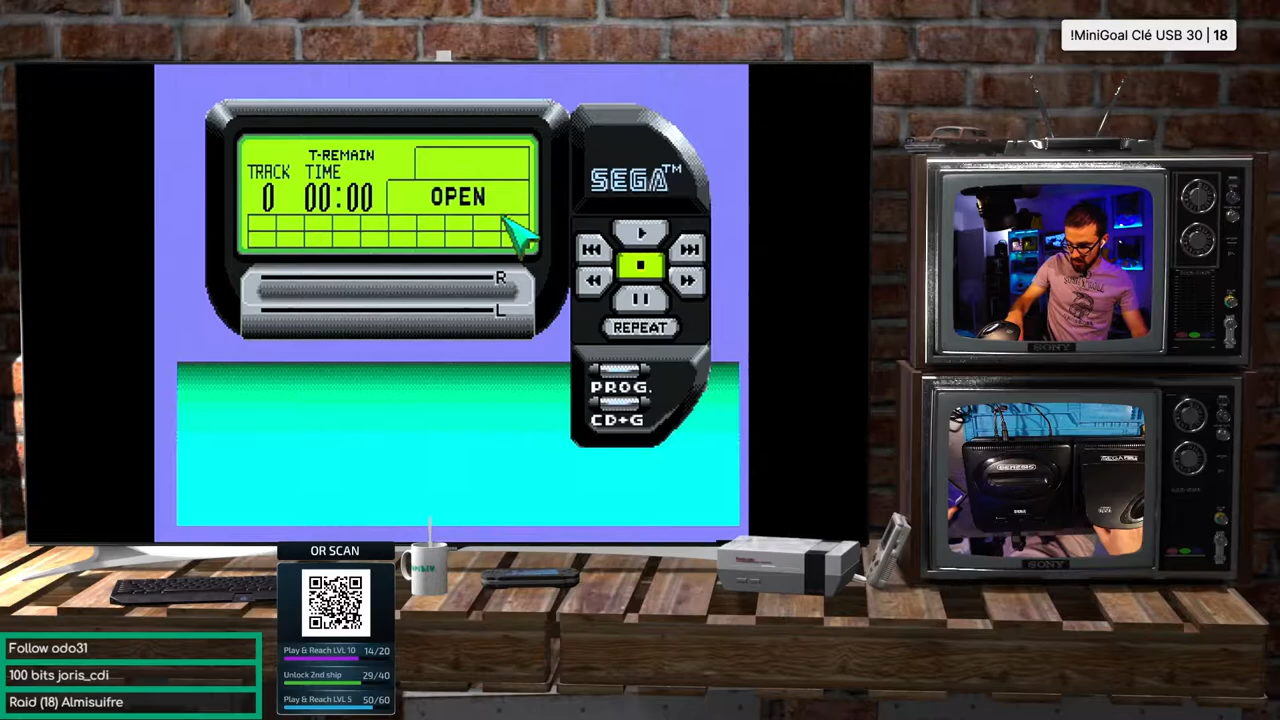 !MiniGoal Clé USB 30 | 18
T-REMAIN
TRACK TIME
0 00:00
OPEN
R
L
SEGA™
REPEAT
PROG.
CD+G
SONY
GENESIS
SONY
OR SCAN
Play & Reach LVL 10 14/20
Unlock 2nd ship 29/40
Play & Reach LVL 5 50/60
Follow odo31
100 bits joris_cdi
Raid (18) Almisuifre